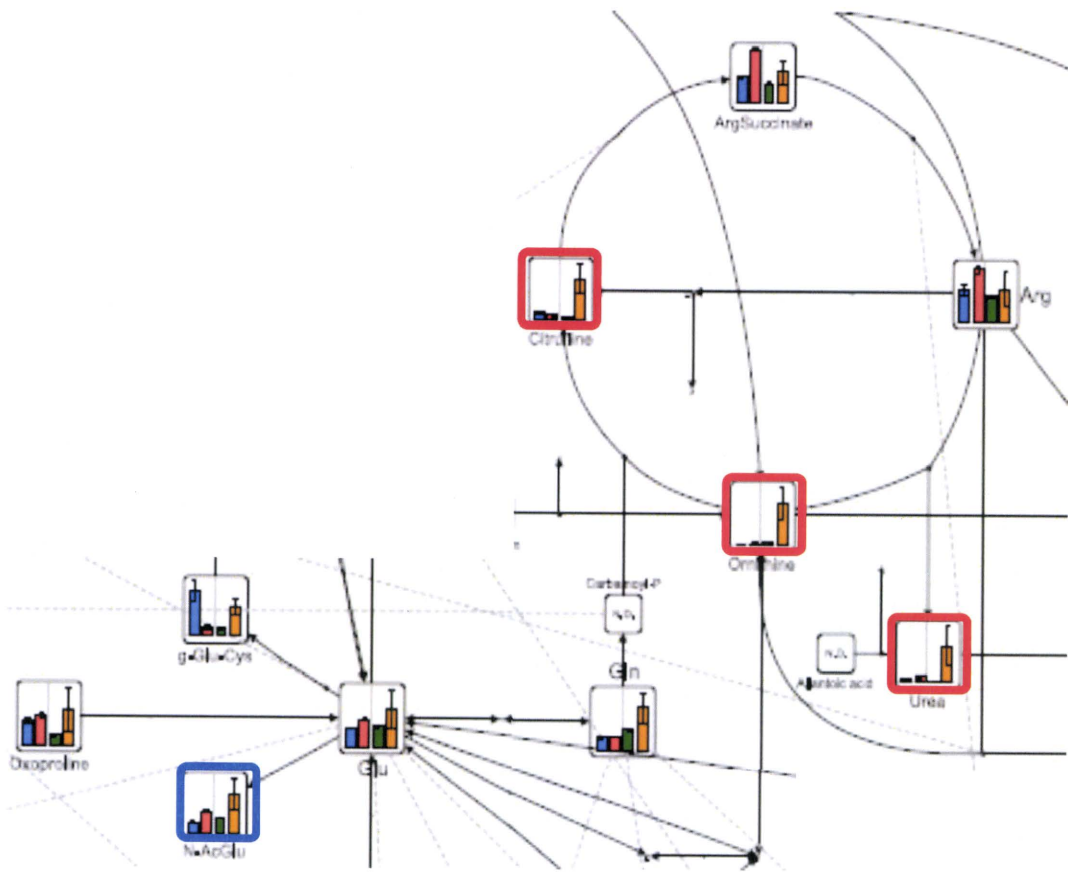 ArgSuccinate
Citrulline
Arg
Ornithine
Carbamoyl-P
N.D.
g-Glu-Cys
Gln
N.D.
Allantoic acid
Urea
Oxoproline
Glu
N-AcGlu